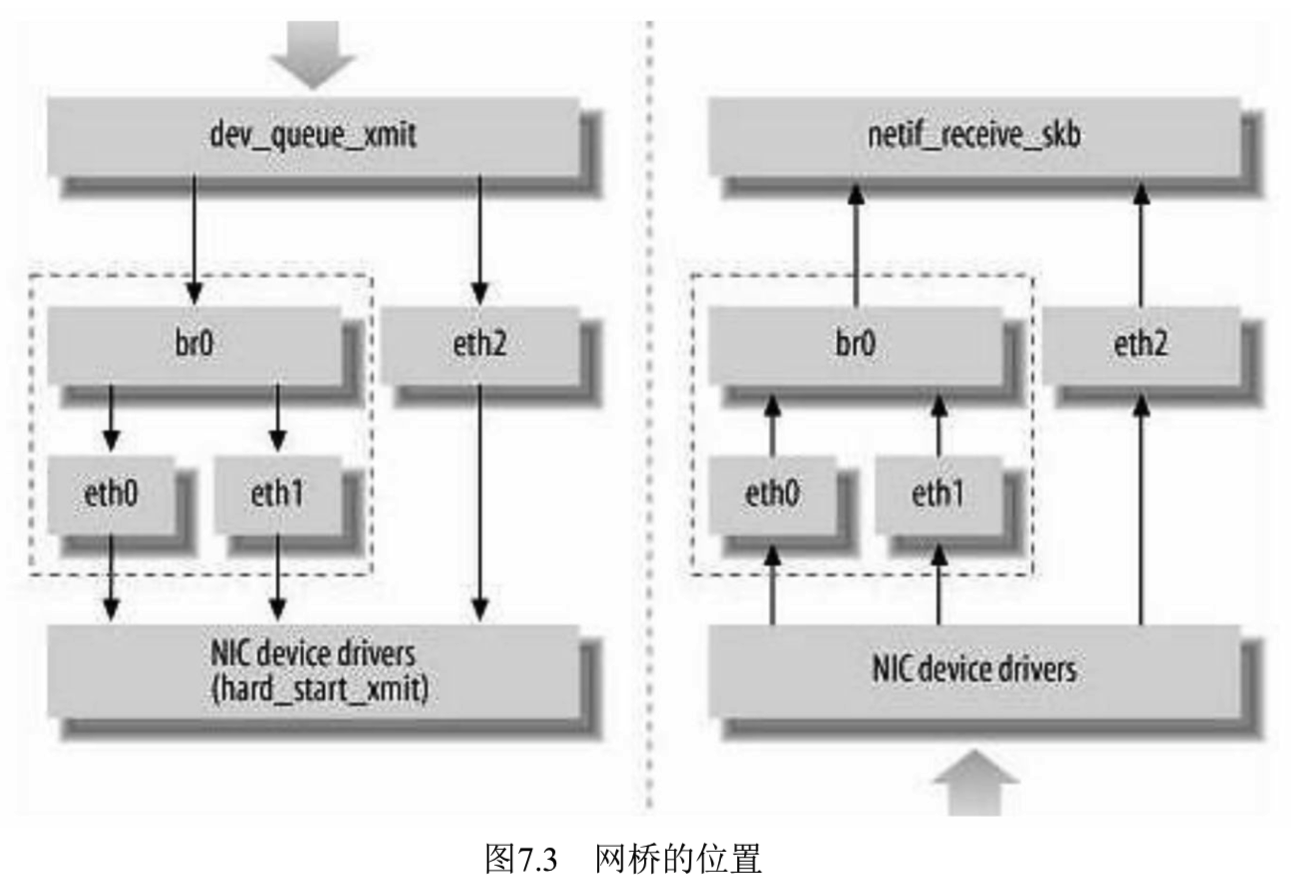 dev_queue_xmit
br0
eth2
eth0
eth1
NIC device drivers
(hard_start_xmit)
netif_receive_skb
br0
eth2
eth0
eth1
NIC device drivers
图7.3 网桥的位置